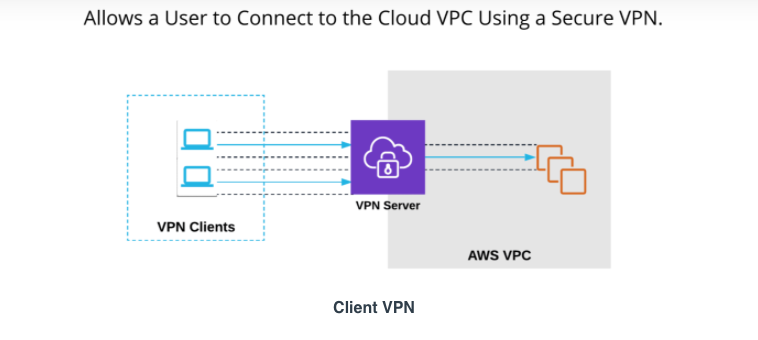 Allows a User to Connect to the Cloud VPC Using a Secure VPN.
VPN Server
VPN Clients
AWS VPC
Client VPN